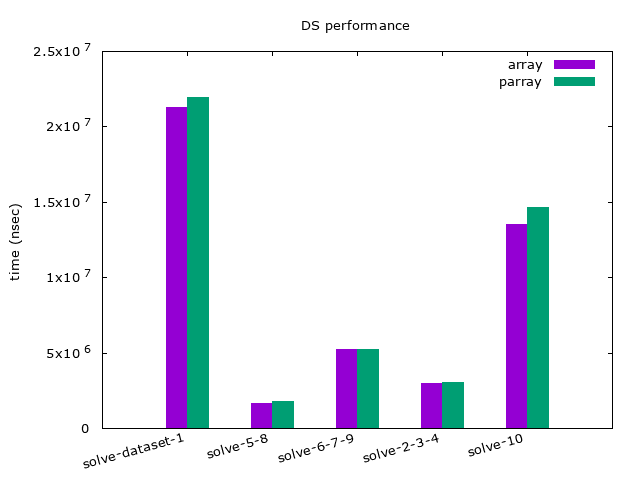 DS performance
array
parray
2.5x10 7
2x10 7
1.5x10 7
1x10 7
5x10 6
0
time (nsec)
solve-dataset-1
solve-5-8
solve-6-7-9
solve-2-3-4
solve-10